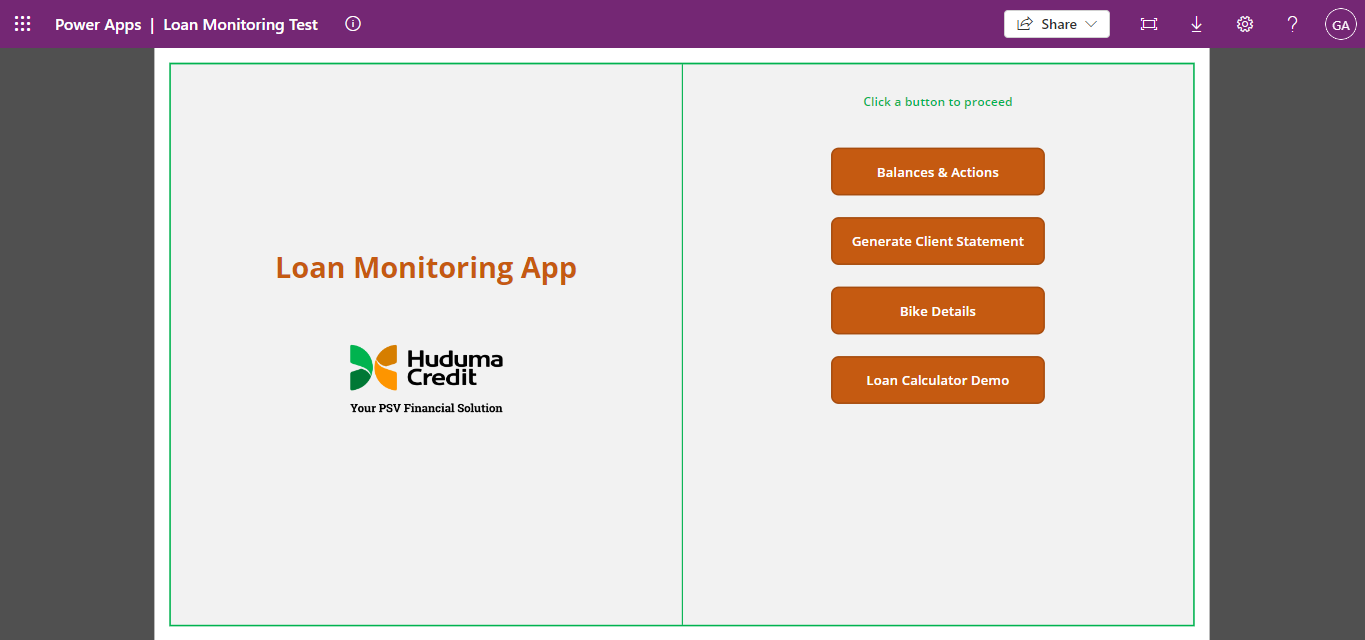 Power Apps | Loan Monitoring Test
Share
?
GA
Loan Monitoring App
Huduma
Credit
Your PSV Financial Solution
Click a button to proceed
Balances & Actions
Generate Client Statement
Bike Details
Loan Calculator Demo